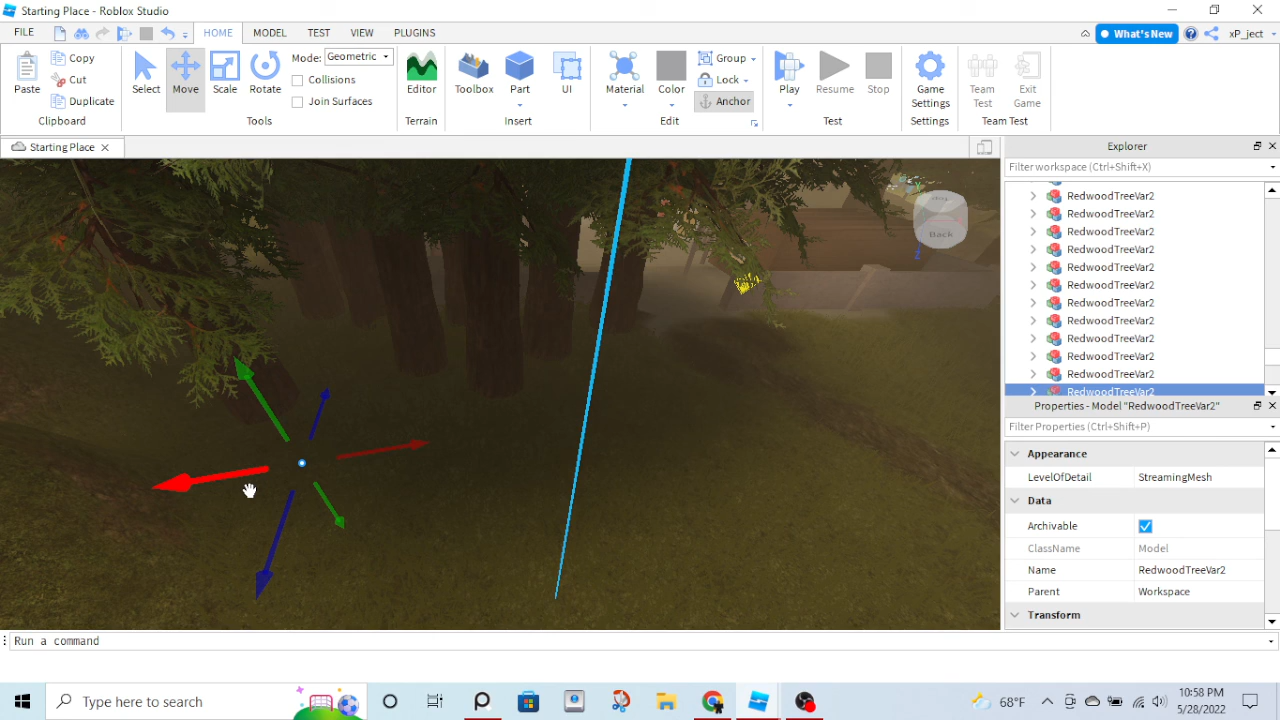 Starting Place - Roblox Studio
FILE HOME MODEL TEST VIEW PLUGINS What's New xP_ject
Paste Copy Cut Duplicate Clipboard
Select Move Scale Rotate Mode: Geometric Collisions Join Surfaces Tools
Editor Terrain
Toolbox Part UI Insert
Material Color Group Lock Anchor Edit
Play Resume Stop Test
Game Settings Settings
Team Test Exit Game Team Test
Starting Place
Back
Explorer
Filter workspace (Ctrl+Shift+X)
RedwoodTreeVar2
RedwoodTreeVar2
RedwoodTreeVar2
RedwoodTreeVar2
RedwoodTreeVar2
RedwoodTreeVar2
RedwoodTreeVar2
RedwoodTreeVar2
RedwoodTreeVar2
RedwoodTreeVar2
RedwoodTreeVar2
RedwoodTreeVar2
Properties - Model "RedwoodTreeVar2"
Filter Properties (Ctrl+Shift+P)
Appearance
LevelOfDetail StreamingMesh
Data
Archivable
ClassName Model
Name RedwoodTreeVar2
Parent Workspace
Transform
Run a command
Type here to search
68°F
10:58 PM
5/28/2022